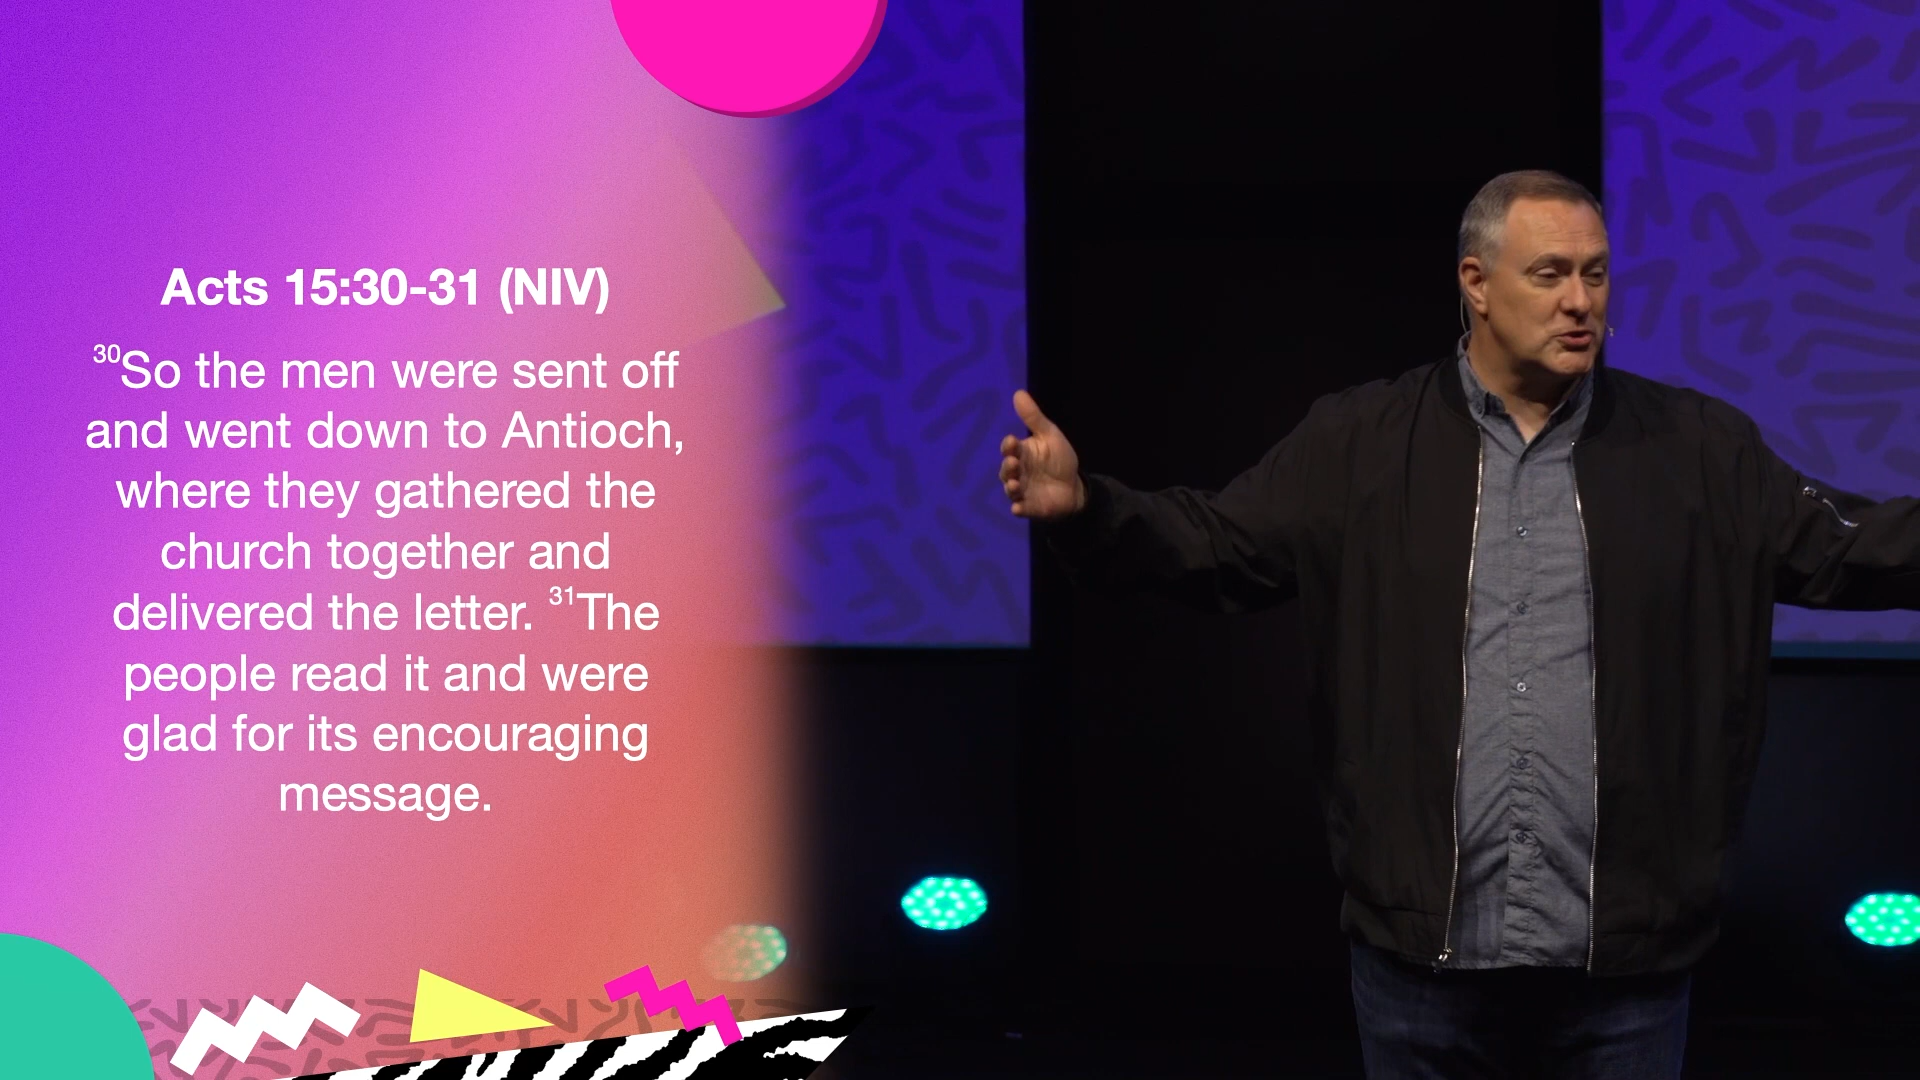 Acts 15:30-31 (NIV)
30So the men were sent off
and went down to Antioch,
where they gathered the
church together and
delivered the letter. 31The
people read it and were
glad for its encouraging
message.